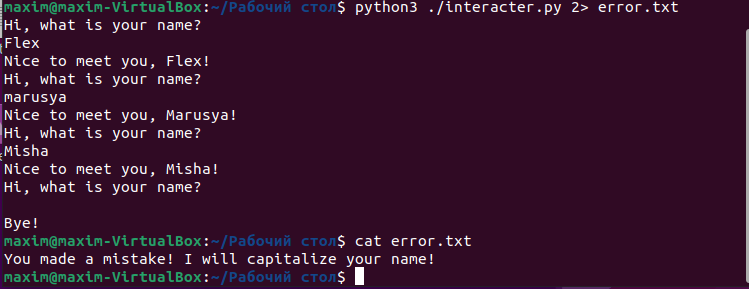 maxim@maxim-VirtualBox:~/Рабочий стол$ python3 ./interacter.py 2> error.txt
Hi, what is your name?
Flex
Nice to meet you, Flex!
Hi, what is your name?
marusya
Nice to meet you, Marusya!
Hi, what is your name?
Misha
Nice to meet you, Misha!
Hi, what is your name?
Bye!
maxim@maxim-VirtualBox:~/Рабочий стол$ cat error.txt
You made a mistake! I will capitalize your name!
maxim@maxim-VirtualBox:~/Рабочий стол$